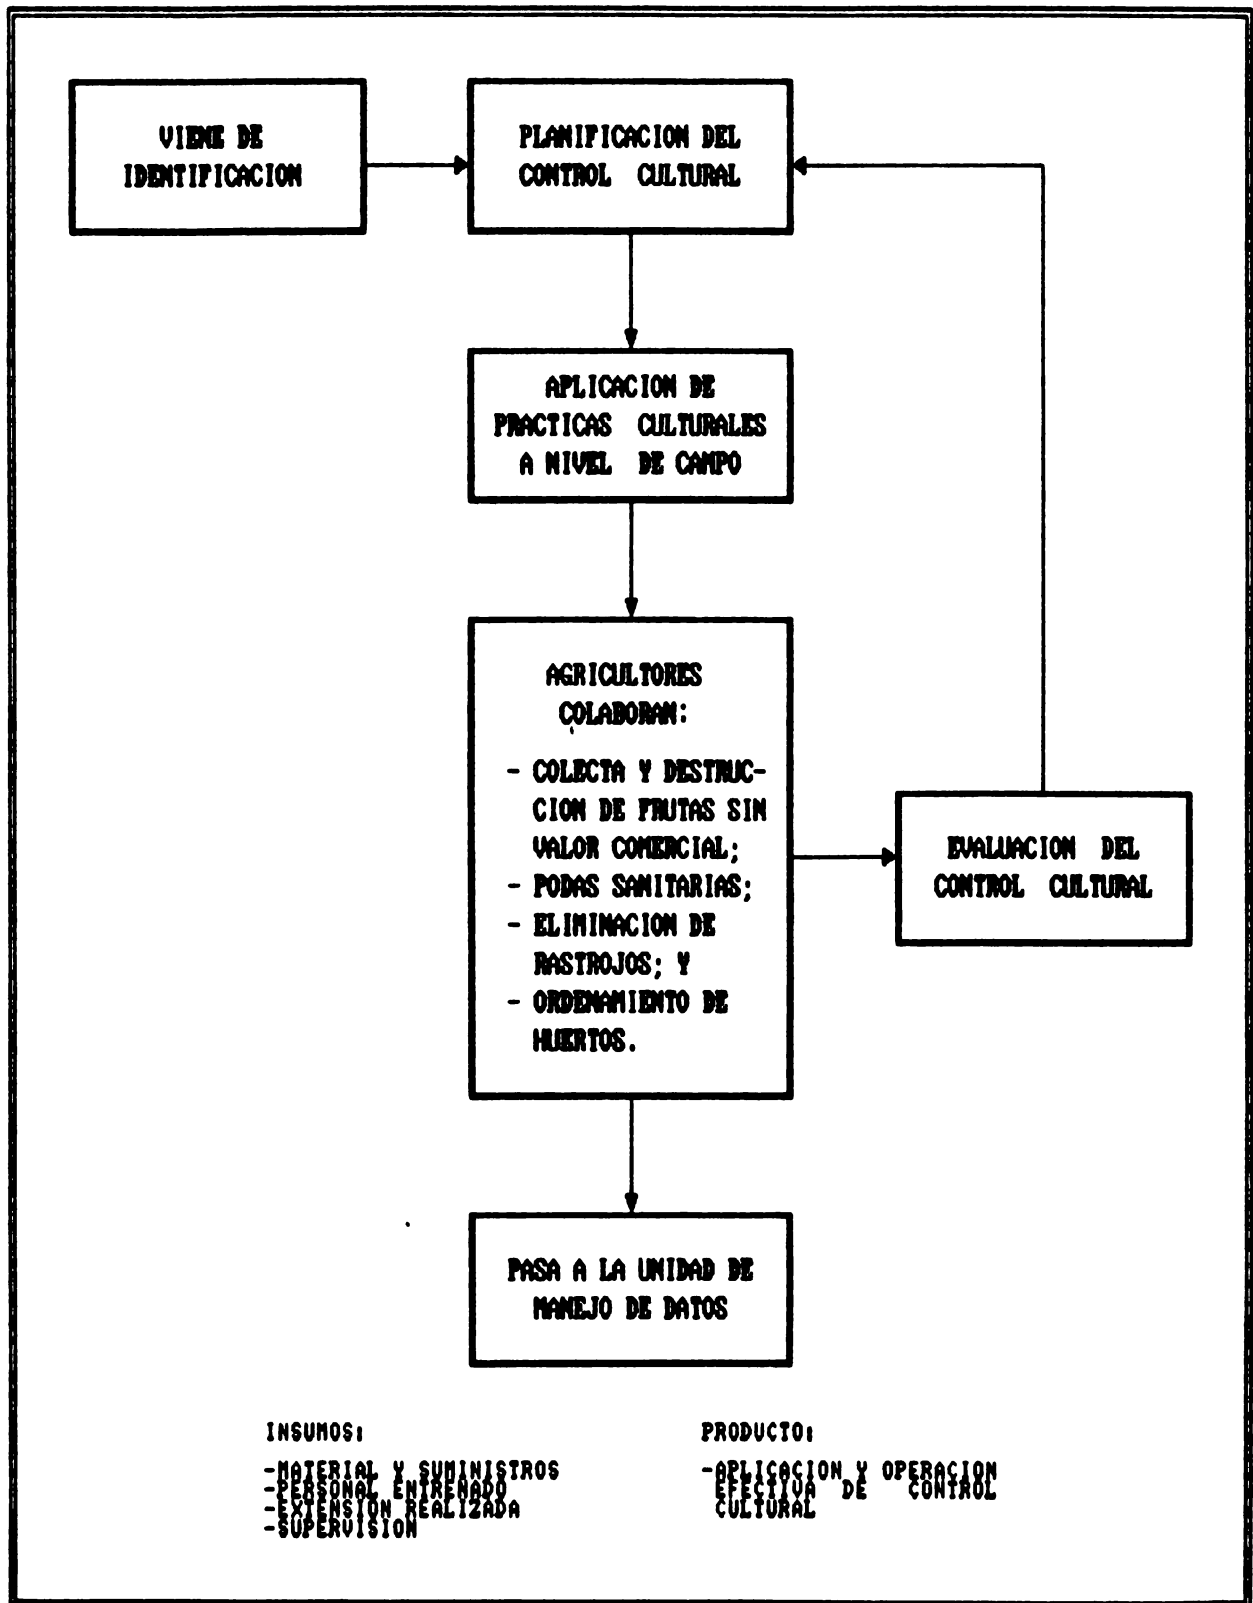 VIENE DE
IDENTIFICACION
PLANIFICACION DEL
CONTROL CULTURAL
APLICACION DE
PRACTICAS CULTURALES
A NIVEL DE CAMPO
AGRICULTORES
COLABORAN:
- COLECTA Y DESTRUC-
CION DE FRUTAS SIN
VALOR COMERCIAL;
- PODAS SANITARIAS;
- ELIMINACION DE
RASTROJOS; Y
- ORDENAMIENTO DE
HUERTOS.
EVALUACION DEL
CONTROL CULTURAL
PASA A LA UNIDAD DE
MANEJO DE DATOS
INSUMOS:
-MATERIAL Y SUMINISTROS
-PERSONAL ENTRENADO
-EXTENSION REALIZADA
-SUPERVISION
PRODUCTO:
-APLICACION Y OPERACION
EFECTIVA DE CONTROL
CULTURAL